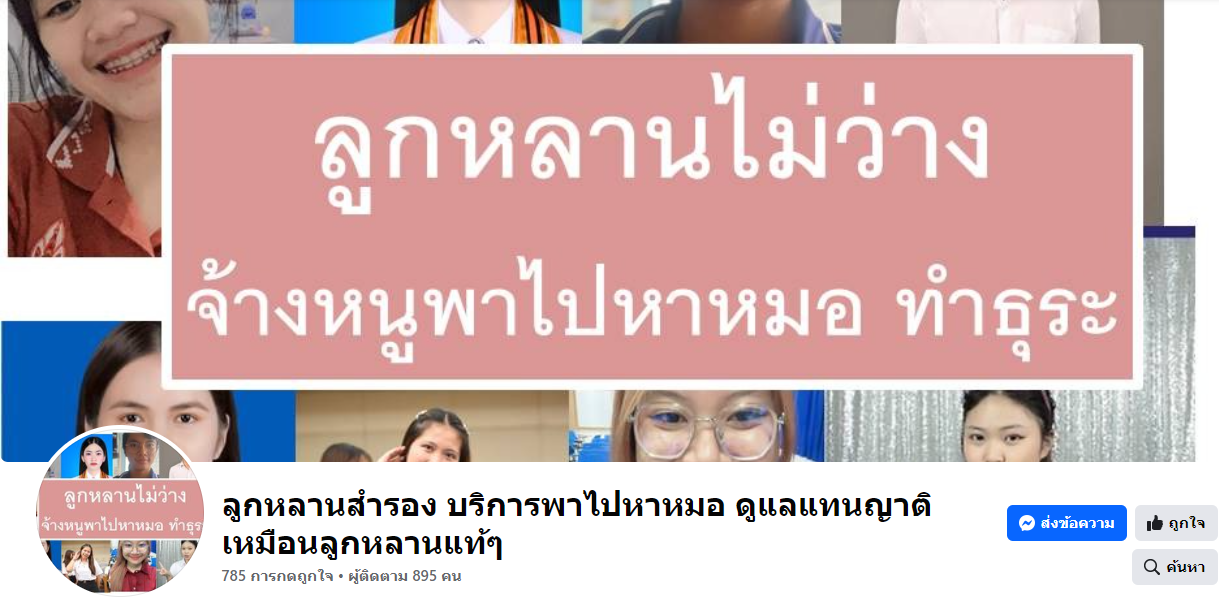 ลูกหลานไม่ว่าง
จ้างหนูพาไปหาหมอ ทำธุระ
ลูกหลานไม่ว่าง
จ้างหนูพาไปหาหมอ ทำธุร
ลูกหลานสำรอง บริการพาไปหาหมอ ดูแลแทนญาติ
เหมือนลูกหลานแท้ๆ
785 การกดถูกใจ • ผู้ติดตาม 895 คน
ส่งข้อความ
ถูกใจ
ค้นหา